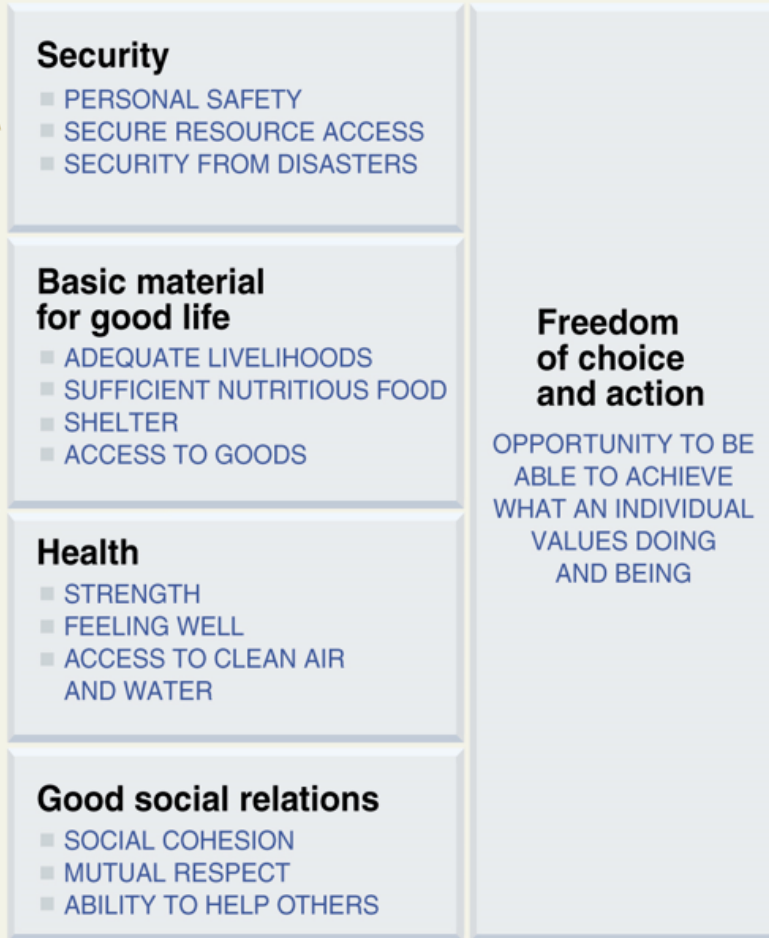 Security
PERSONAL SAFETY
SECURE RESOURCE ACCESS
SECURITY FROM DISASTERS
Basic material
for good life
ADEQUATE LIVELIHOODS
SUFFICIENT NUTRITIOUS FOOD
SHELTER
ACCESS TO GOODS
Health
STRENGTH
FEELING WELL
ACCESS TO CLEAN AIR
AND WATER
Good social relations
SOCIAL COHESION
MUTUAL RESPECT
ABILITY TO HELP OTHERS
Freedom
of choice
and action
OPPORTUNITY TO BE
ABLE TO ACHIEVE
WHAT AN INDIVIDUAL
VALUES DOING
AND BEING